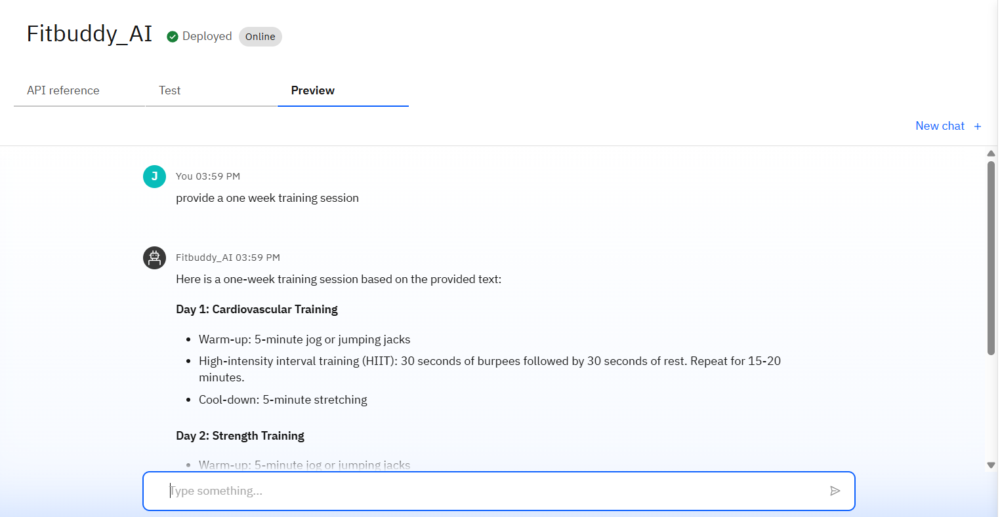 Fitbuddy_AI Deployed Online
API reference Test Preview
New chat +
J You 03:59 PM
provide a one week training session
Fitbuddy_AI 03:59 PM
Here is a one-week training session based on the provided text:
Day 1: Cardiovascular Training
• Warm-up: 5-minute jog or jumping jacks
• High-intensity interval training (HIIT): 30 seconds of burpees followed by 30 seconds of rest. Repeat for 15-20
minutes.
• Cool-down: 5-minute stretching
Day 2: Strength Training
• Warm-up: 5-minute jog or jumping jacks
Type something...